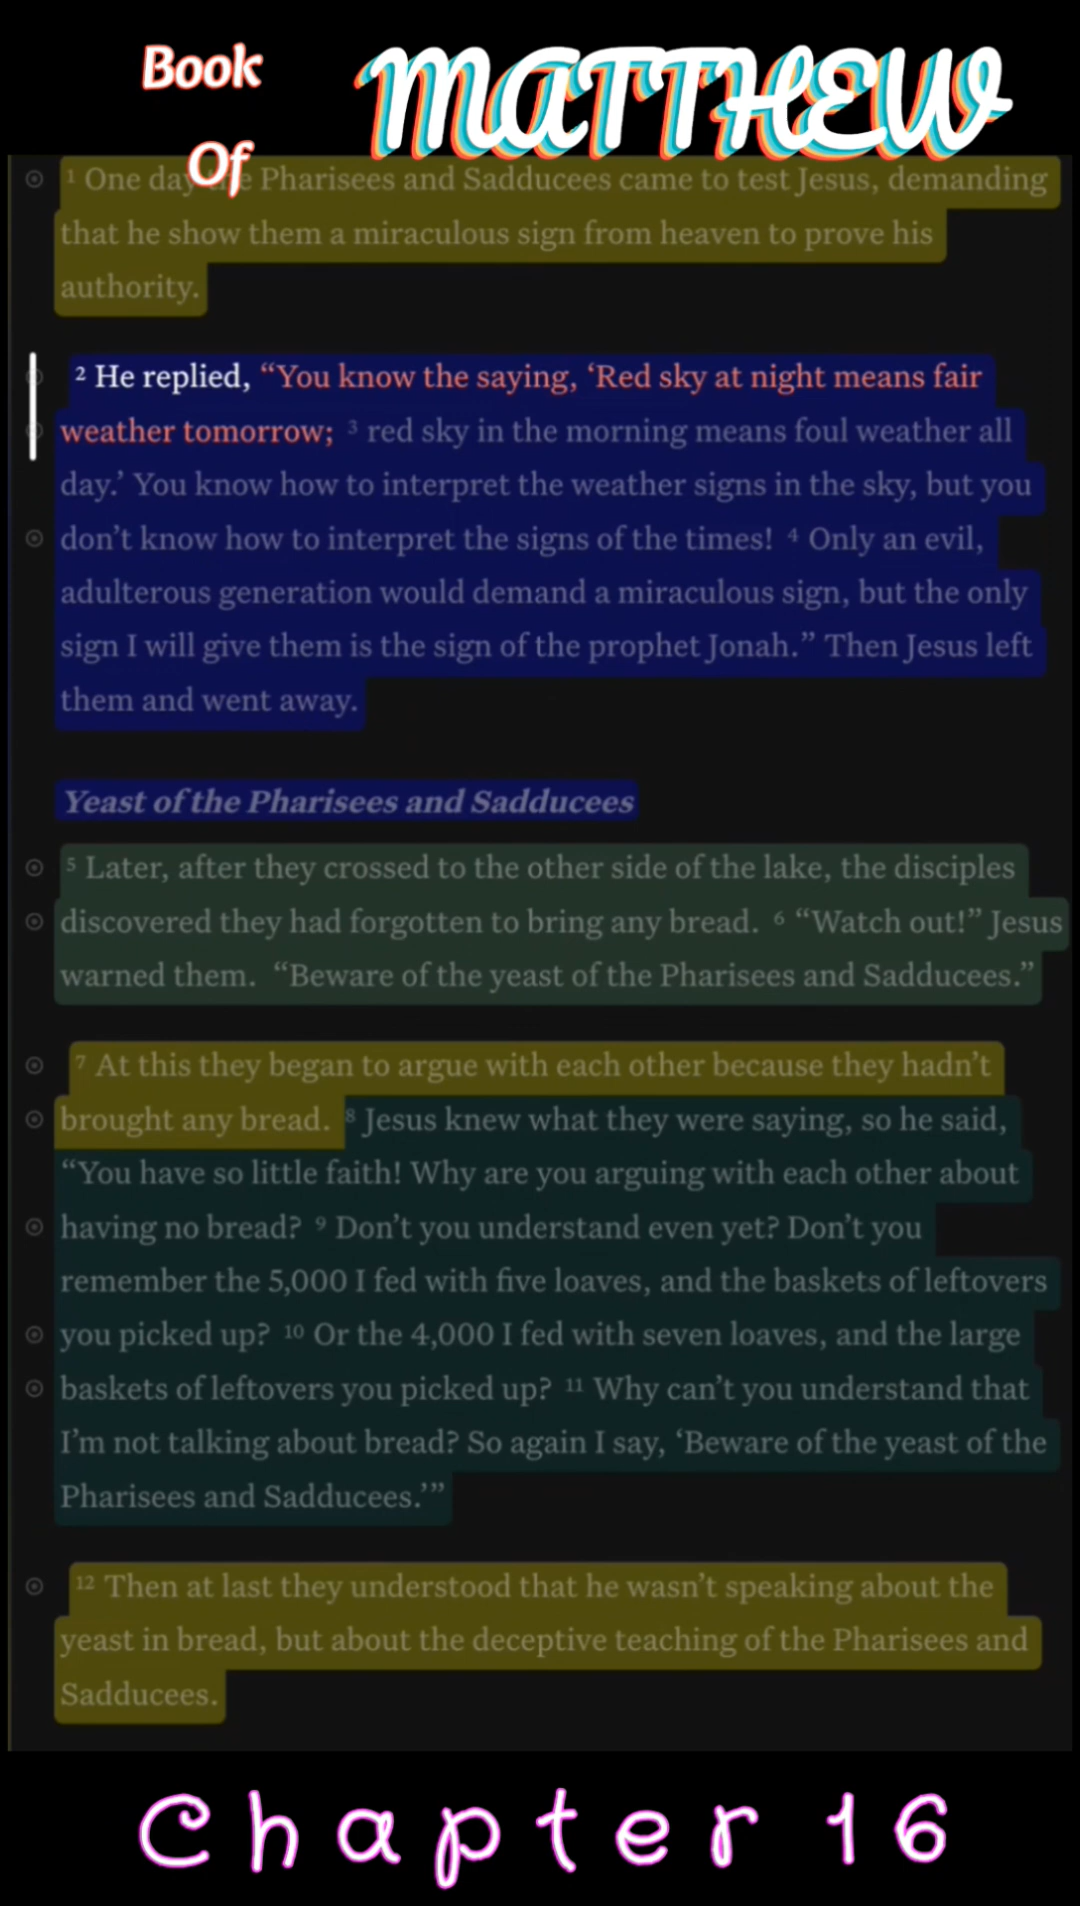 Book
Of
MATTHEW
1 One day Pharisees and Sadducees came to test Jesus, demanding
that he show them a miraculous sign from heaven to prove his
authority.
2 He replied, “You know the saying, ‘Red sky at night means fair
weather tomorrow; 3 red sky in the morning means foul weather all
day.’ You know how to interpret the weather signs in the sky, but you
don’t know how to interpret the signs of the times! 4 Only an evil,
adulterous generation would demand a miraculous sign, but the only
sign I will give them is the sign of the prophet Jonah.” Then Jesus left
them and went away.
Yeast of the Pharisees and Sadducees
5 Later, after they crossed to the other side of the lake, the disciples
discovered they had forgotten to bring any bread. 6 “Watch out!” Jesus
warned them. “Beware of the yeast of the Pharisees and Sadducees.”
7 At this they began to argue with each other because they hadn’t
brought any bread. 8 Jesus knew what they were saying, so he said,
“You have so little faith! Why are you arguing with each other about
having no bread? 9 Don’t you understand even yet? Don’t you
remember the 5,000 I fed with five loaves, and the baskets of leftovers
you picked up? 10 Or the 4,000 I fed with seven loaves, and the large
baskets of leftovers you picked up? 11 Why can’t you understand that
I’m not talking about bread? So again I say, ‘Beware of the yeast of the
Pharisees and Sadducees.’”
12 Then at last they understood that he wasn’t speaking about the
yeast in bread, but about the deceptive teaching of the Pharisees and
Sadducees.
Chapter 16